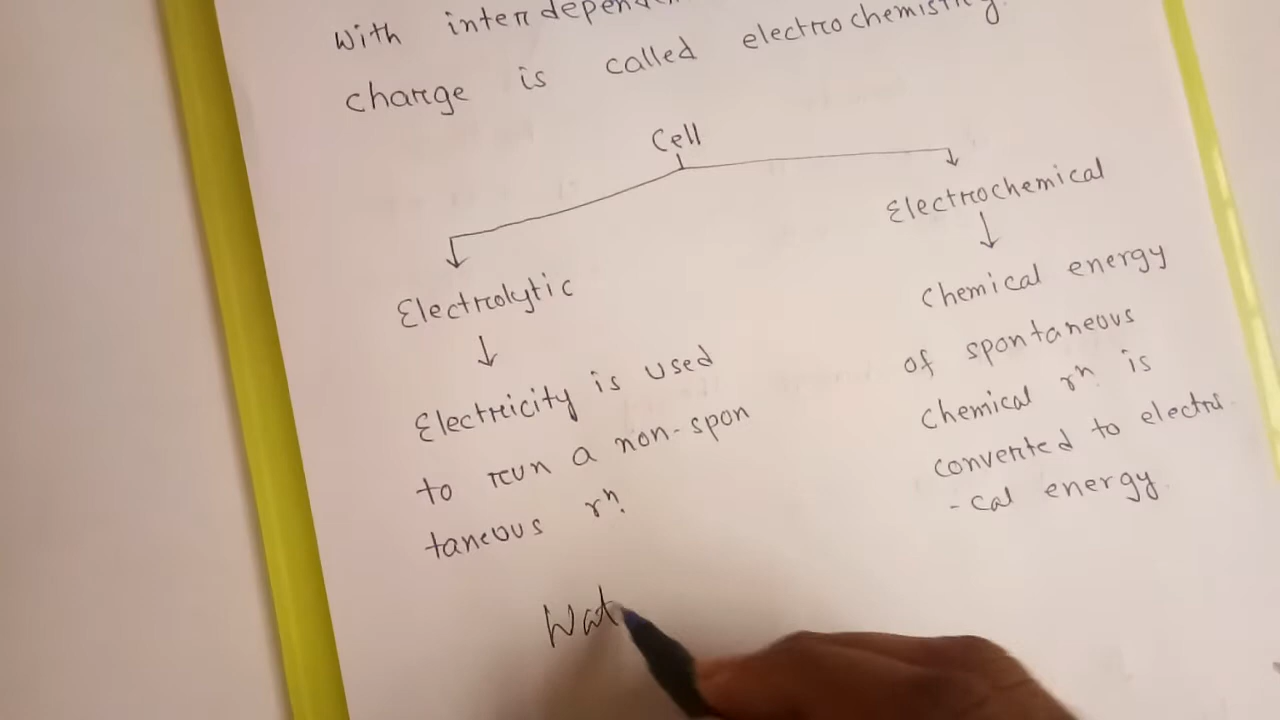 With interdepen
charge is called electrochemistry
Cell
Electrolytic
Electricity is used
to run a non-spon
taneous rⁿ.
Electrochemical
Chemical energy
of spontaneous
chemical rⁿ. is
converted to electri
-cal energy
Wat